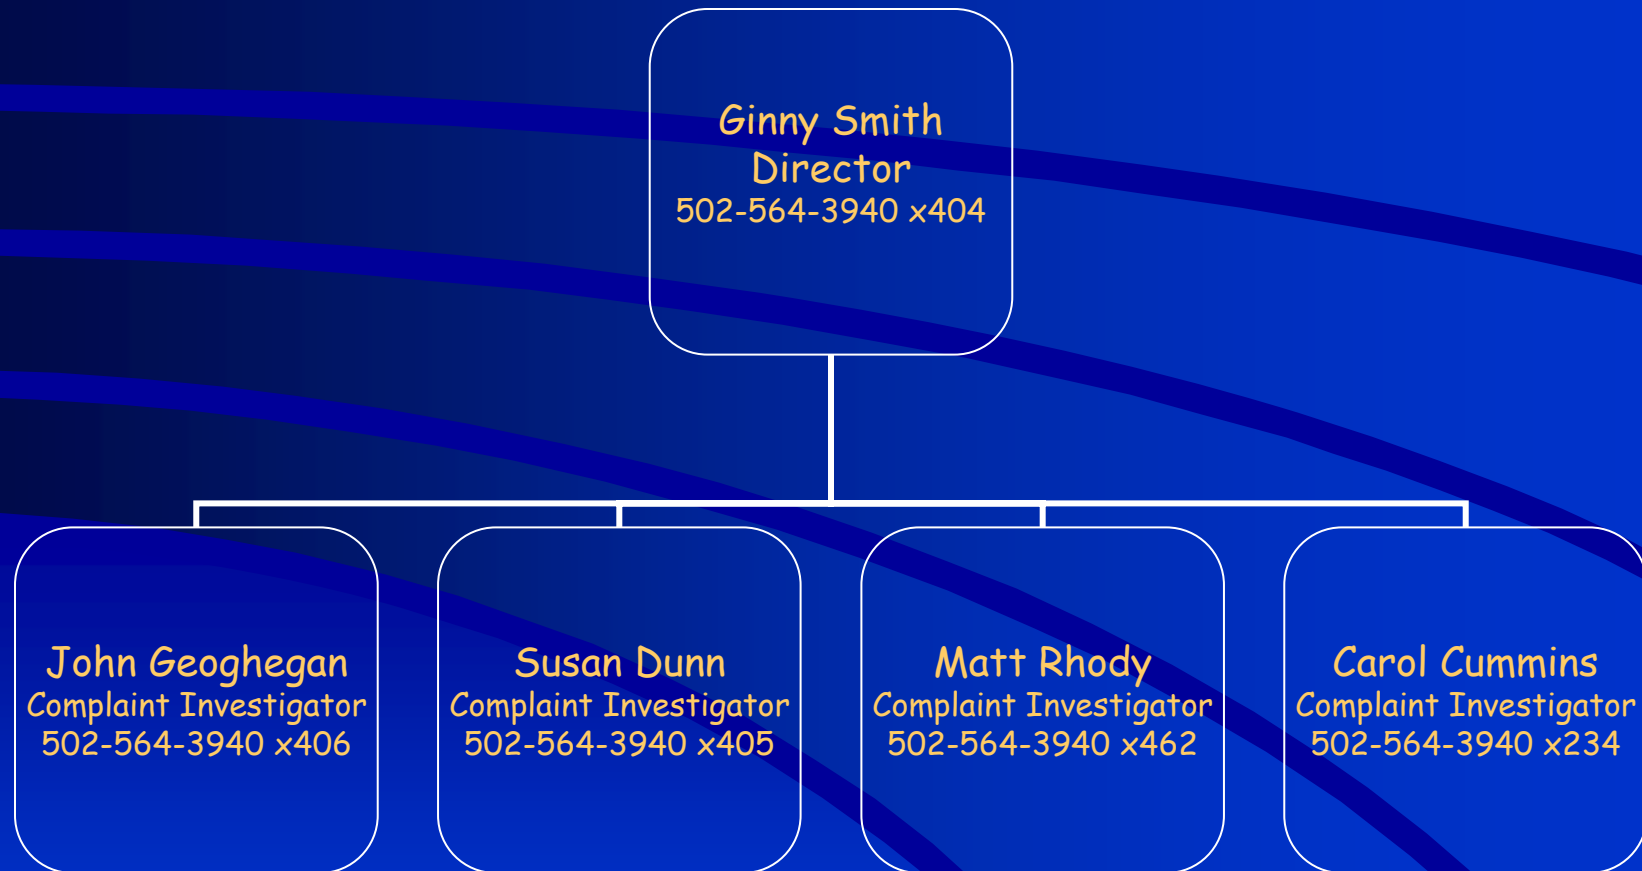 Ginny Smith
Director
502-564-3940 x404
John Geoghegan
Complaint Investigator
502-564-3940 x406
Susan Dunn
Complaint Investigator
502-564-3940 x405
Matt Rhody
Complaint Investigator
502-564-3940 x462
Carol Cummins
Complaint Investigator
502-564-3940 x234